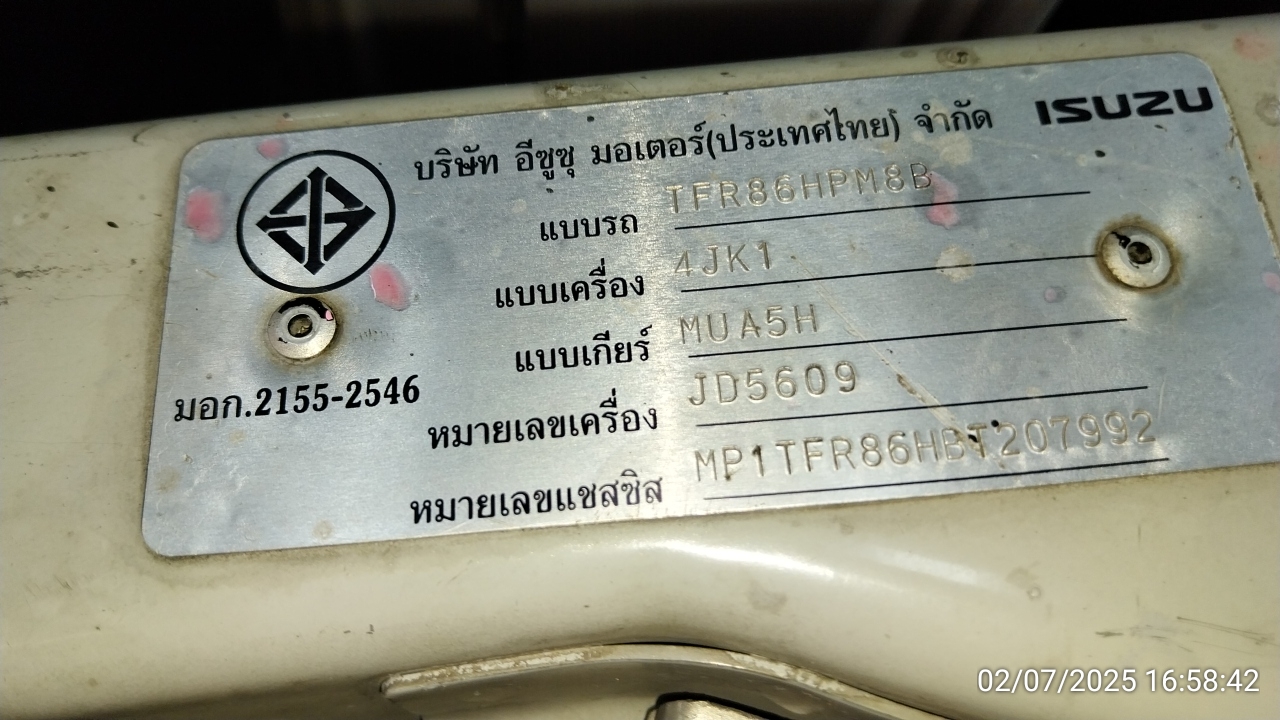 บริษัท อีซูซุ มอเตอร์(ประเทศไทย) จำกัด ISUZU
แบบรถ TFR86HPM8B
แบบเครื่อง 4JK1
แบบเกียร์ MUA5H
มอก.2155-2546
หมายเลขเครื่อง JD5609
หมายเลขแชสซิส MP1TFR86HBT207992
02/07/2025 16:58:42